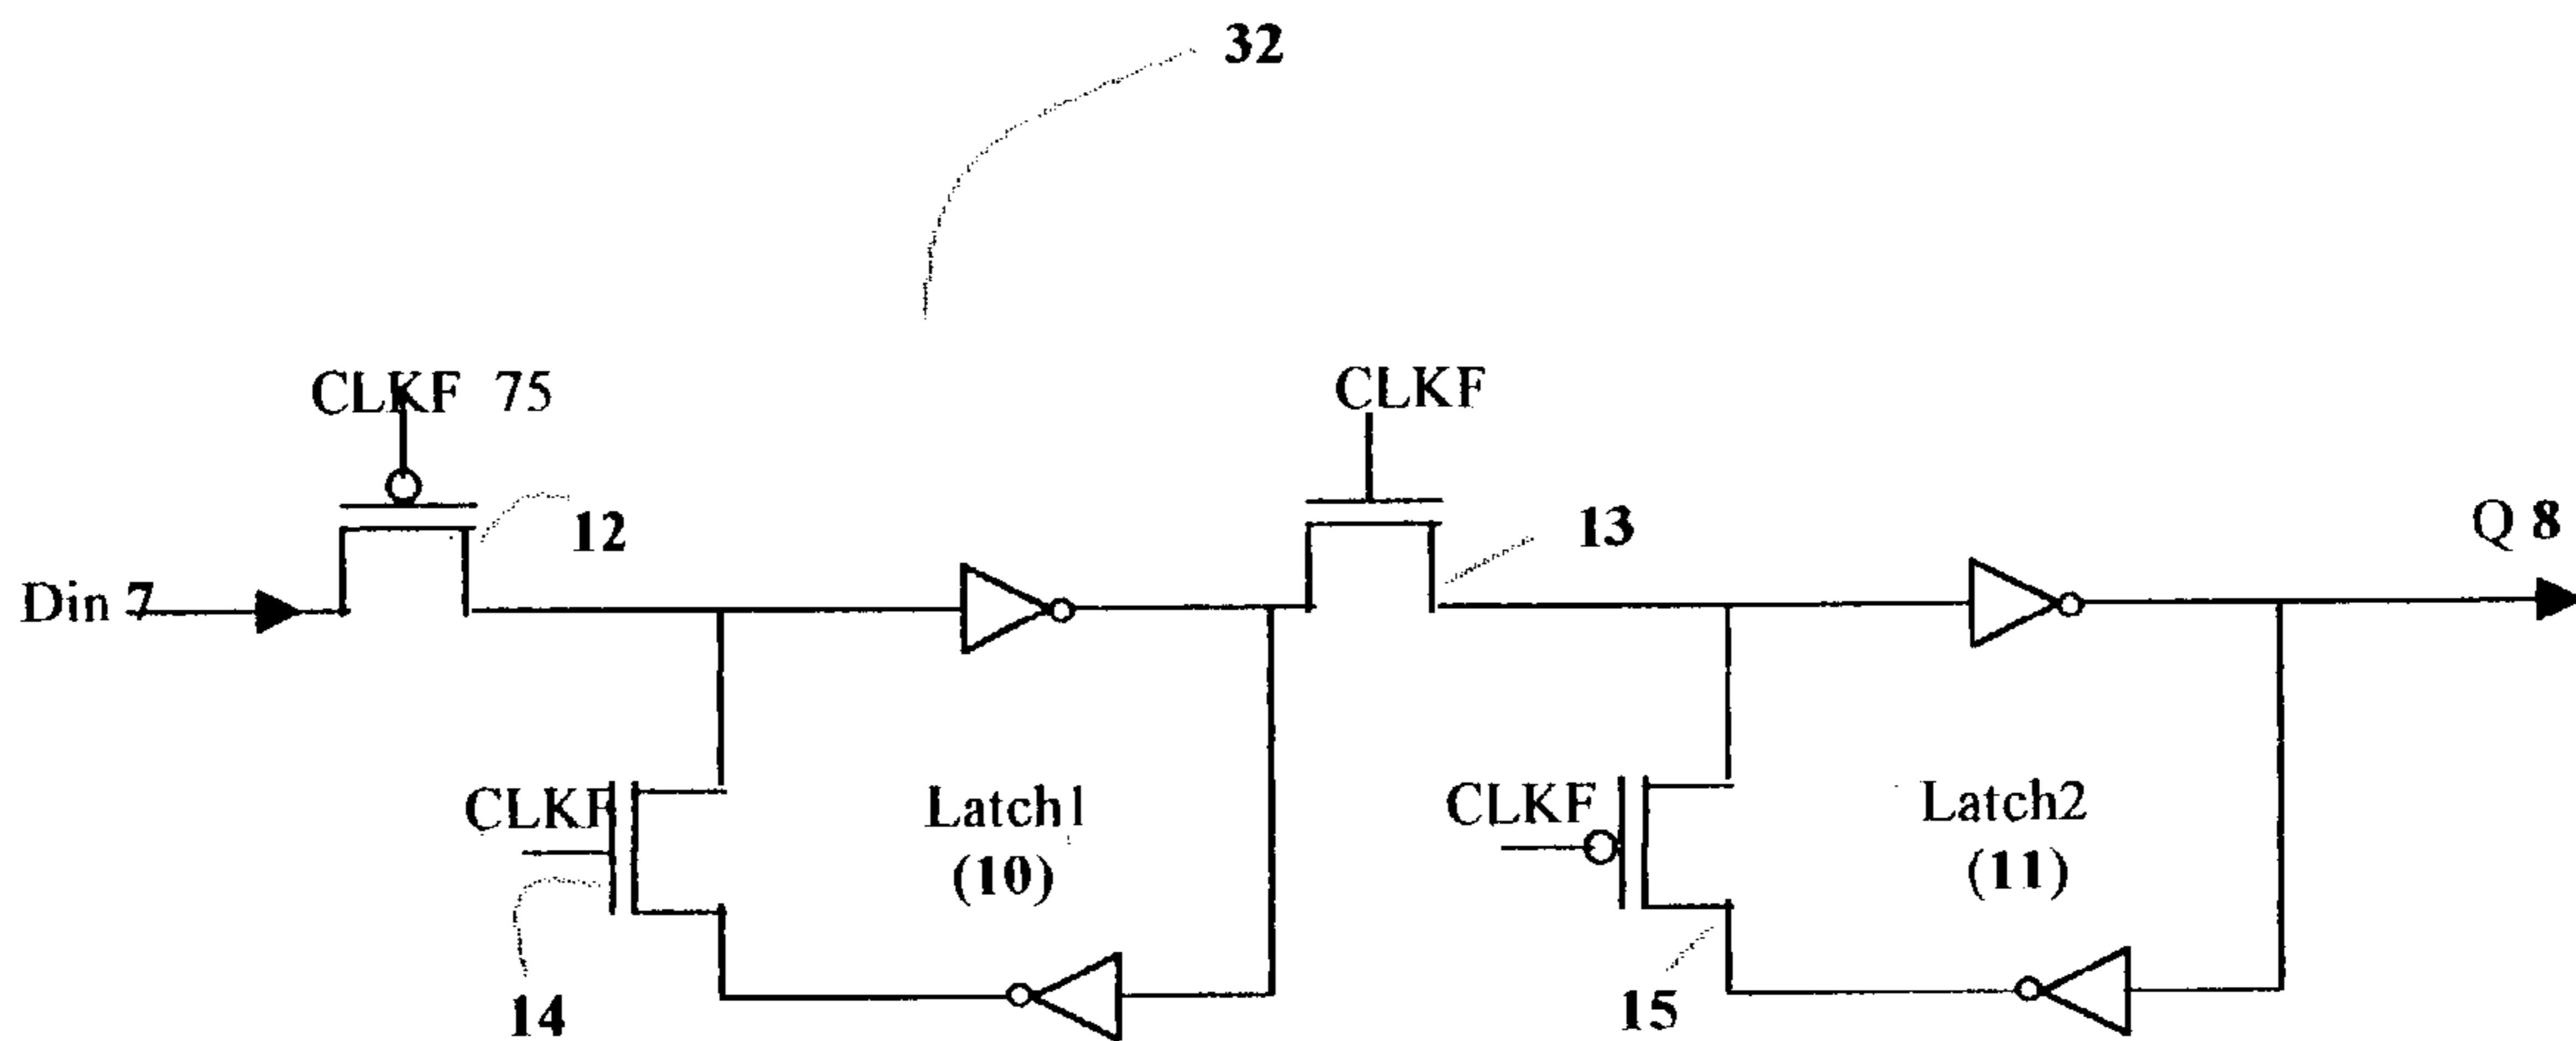 32
CLKF 75
CLKF
12
13
Q 8
Din 7
CLKF
Latch1
(10)
CLKF
Latch2
(11)
14
15